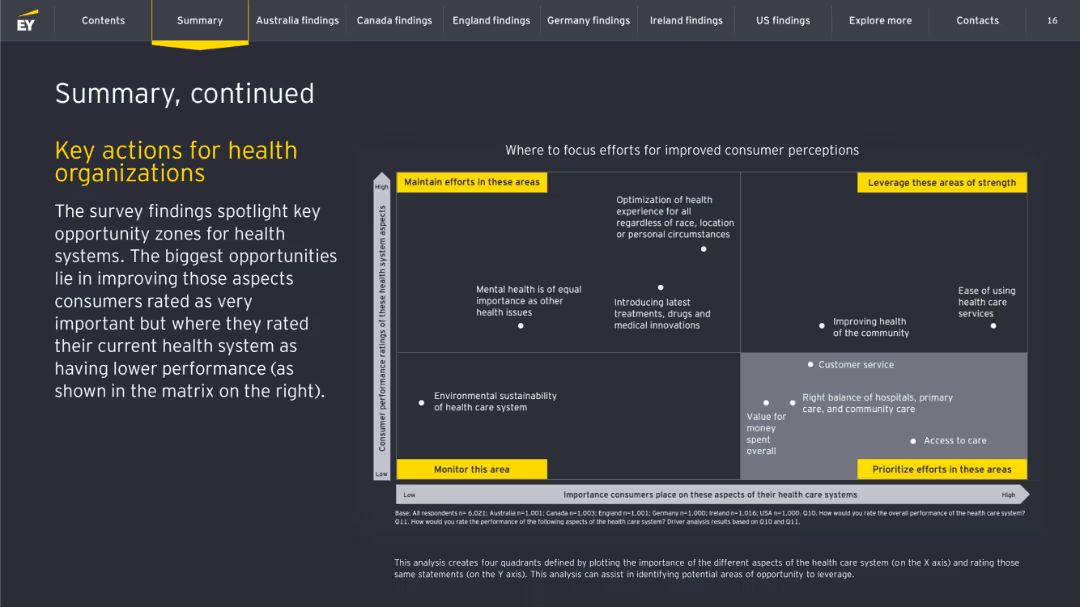 EY
Contents
Summary
Australia findings
Canada findings
England findings
Germany findings
Ireland findings
US findings
Explore more
Contacts
16
Summary, continued
Key actions for health
organizations
The survey findings spotlight key
opportunity zones for health
systems. The biggest opportunities
lie in improving those aspects
consumers rated as very
important but where they rated
their current health system as
having lower performance (as
shown in the matrix on the right).
Where to focus efforts for improved consumer perceptions
High
Consumer performance ratings of these health system aspects
Low
Maintain efforts in these areas
Leverage these areas of strength
Optimization of health
experience for all
regardless of race, location
or personal circumstances
Mental health is of equal
importance as other
health issues
Introducing latest
treatments, drugs and
medical innovations
Ease of using
health care
services
Improving health
of the community
Customer service
Environmental sustainability
of health care system
Right balance of hospitals, primary
care, and community care
Value for
money
spent
overall
Access to care
Monitor this area
Prioritize efforts in these areas
Low
Importance consumers place on these aspects of their health care systems
High
Base: All respondents n= 6,021; Australia n=1,001; Canada n=1,003; England n=1,001; Germany n=1,000; Ireland n=1,016; USA n=1,000. Q10. How would you rate the overall performance of the health care system?
Q11. How would you rate the performance of the following aspects of the health care system? Driver analysis results based on Q10 and Q11.
This analysis creates four quadrants defined by plotting the importance of the different aspects of the health care system (on the X axis) and rating those
same statements (on the Y axis). This analysis can assist in identifying potential areas of opportunity to leverage.